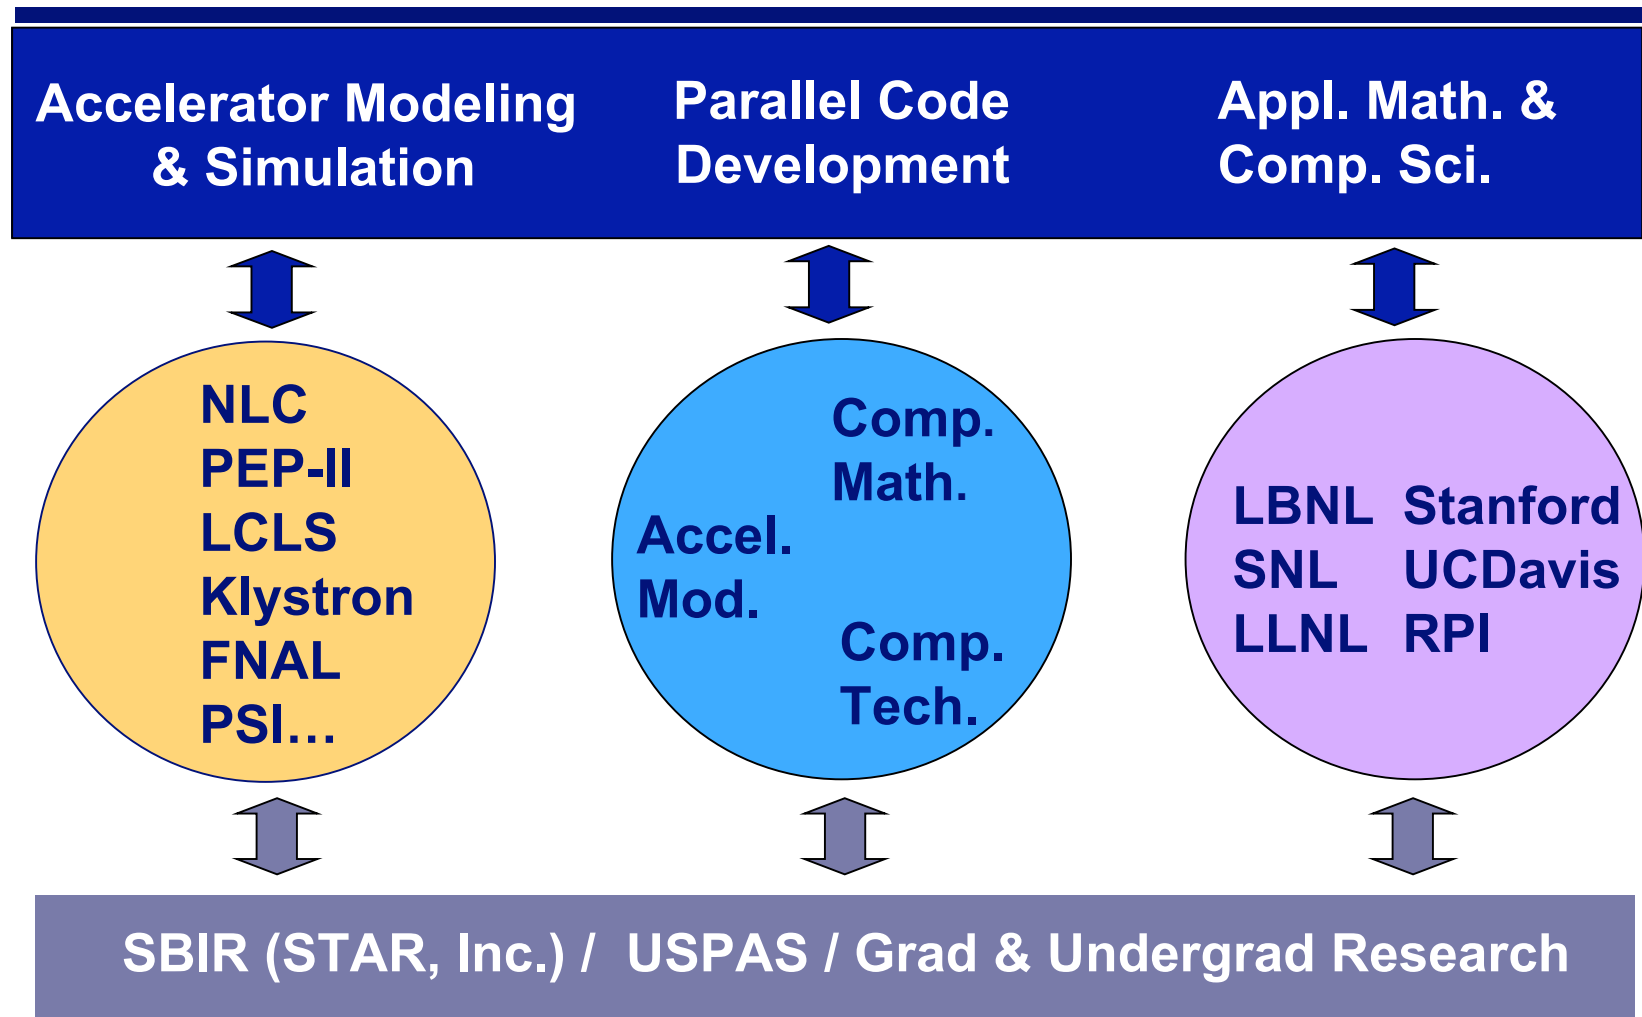 Accelerator Modeling
& Simulation
Parallel Code
Development
Appl. Math. &
Comp. Sci.
NLC
PEP-II
LCLS
Klystron
FNAL
PSI…
Comp.
Math.
Accel.
Mod.
Comp.
Tech.
LBNL Stanford
SNL UCDavis
LLNL RPI
SBIR (STAR, Inc.) / USPAS / Grad & Undergrad Research